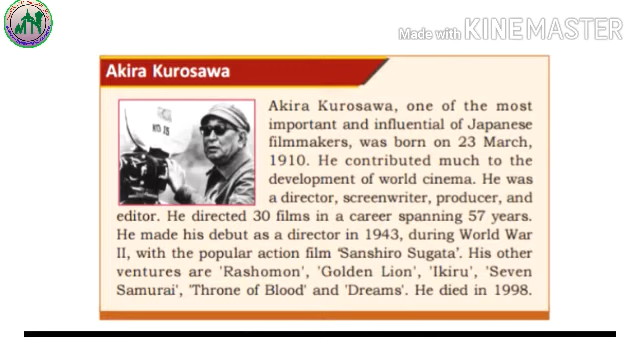 Made with KINEMASTER
Akira Kurosawa
Akira Kurosawa, one of the most
important and influential of Japanese
filmmakers, was born on 23 March,
1910. He contributed much to the
development of world cinema. He was
a director, screenwriter, producer, and
editor. He directed 30 films in a career spanning 57 years.
He made his debut as a director in 1943, during World War
II, with the popular action film 'Sanshiro Sugata'. His other
ventures are 'Rashomon', 'Golden Lion', 'Ikiru', 'Seven
Samurai', 'Throne of Blood' and 'Dreams'. He died in 1998.